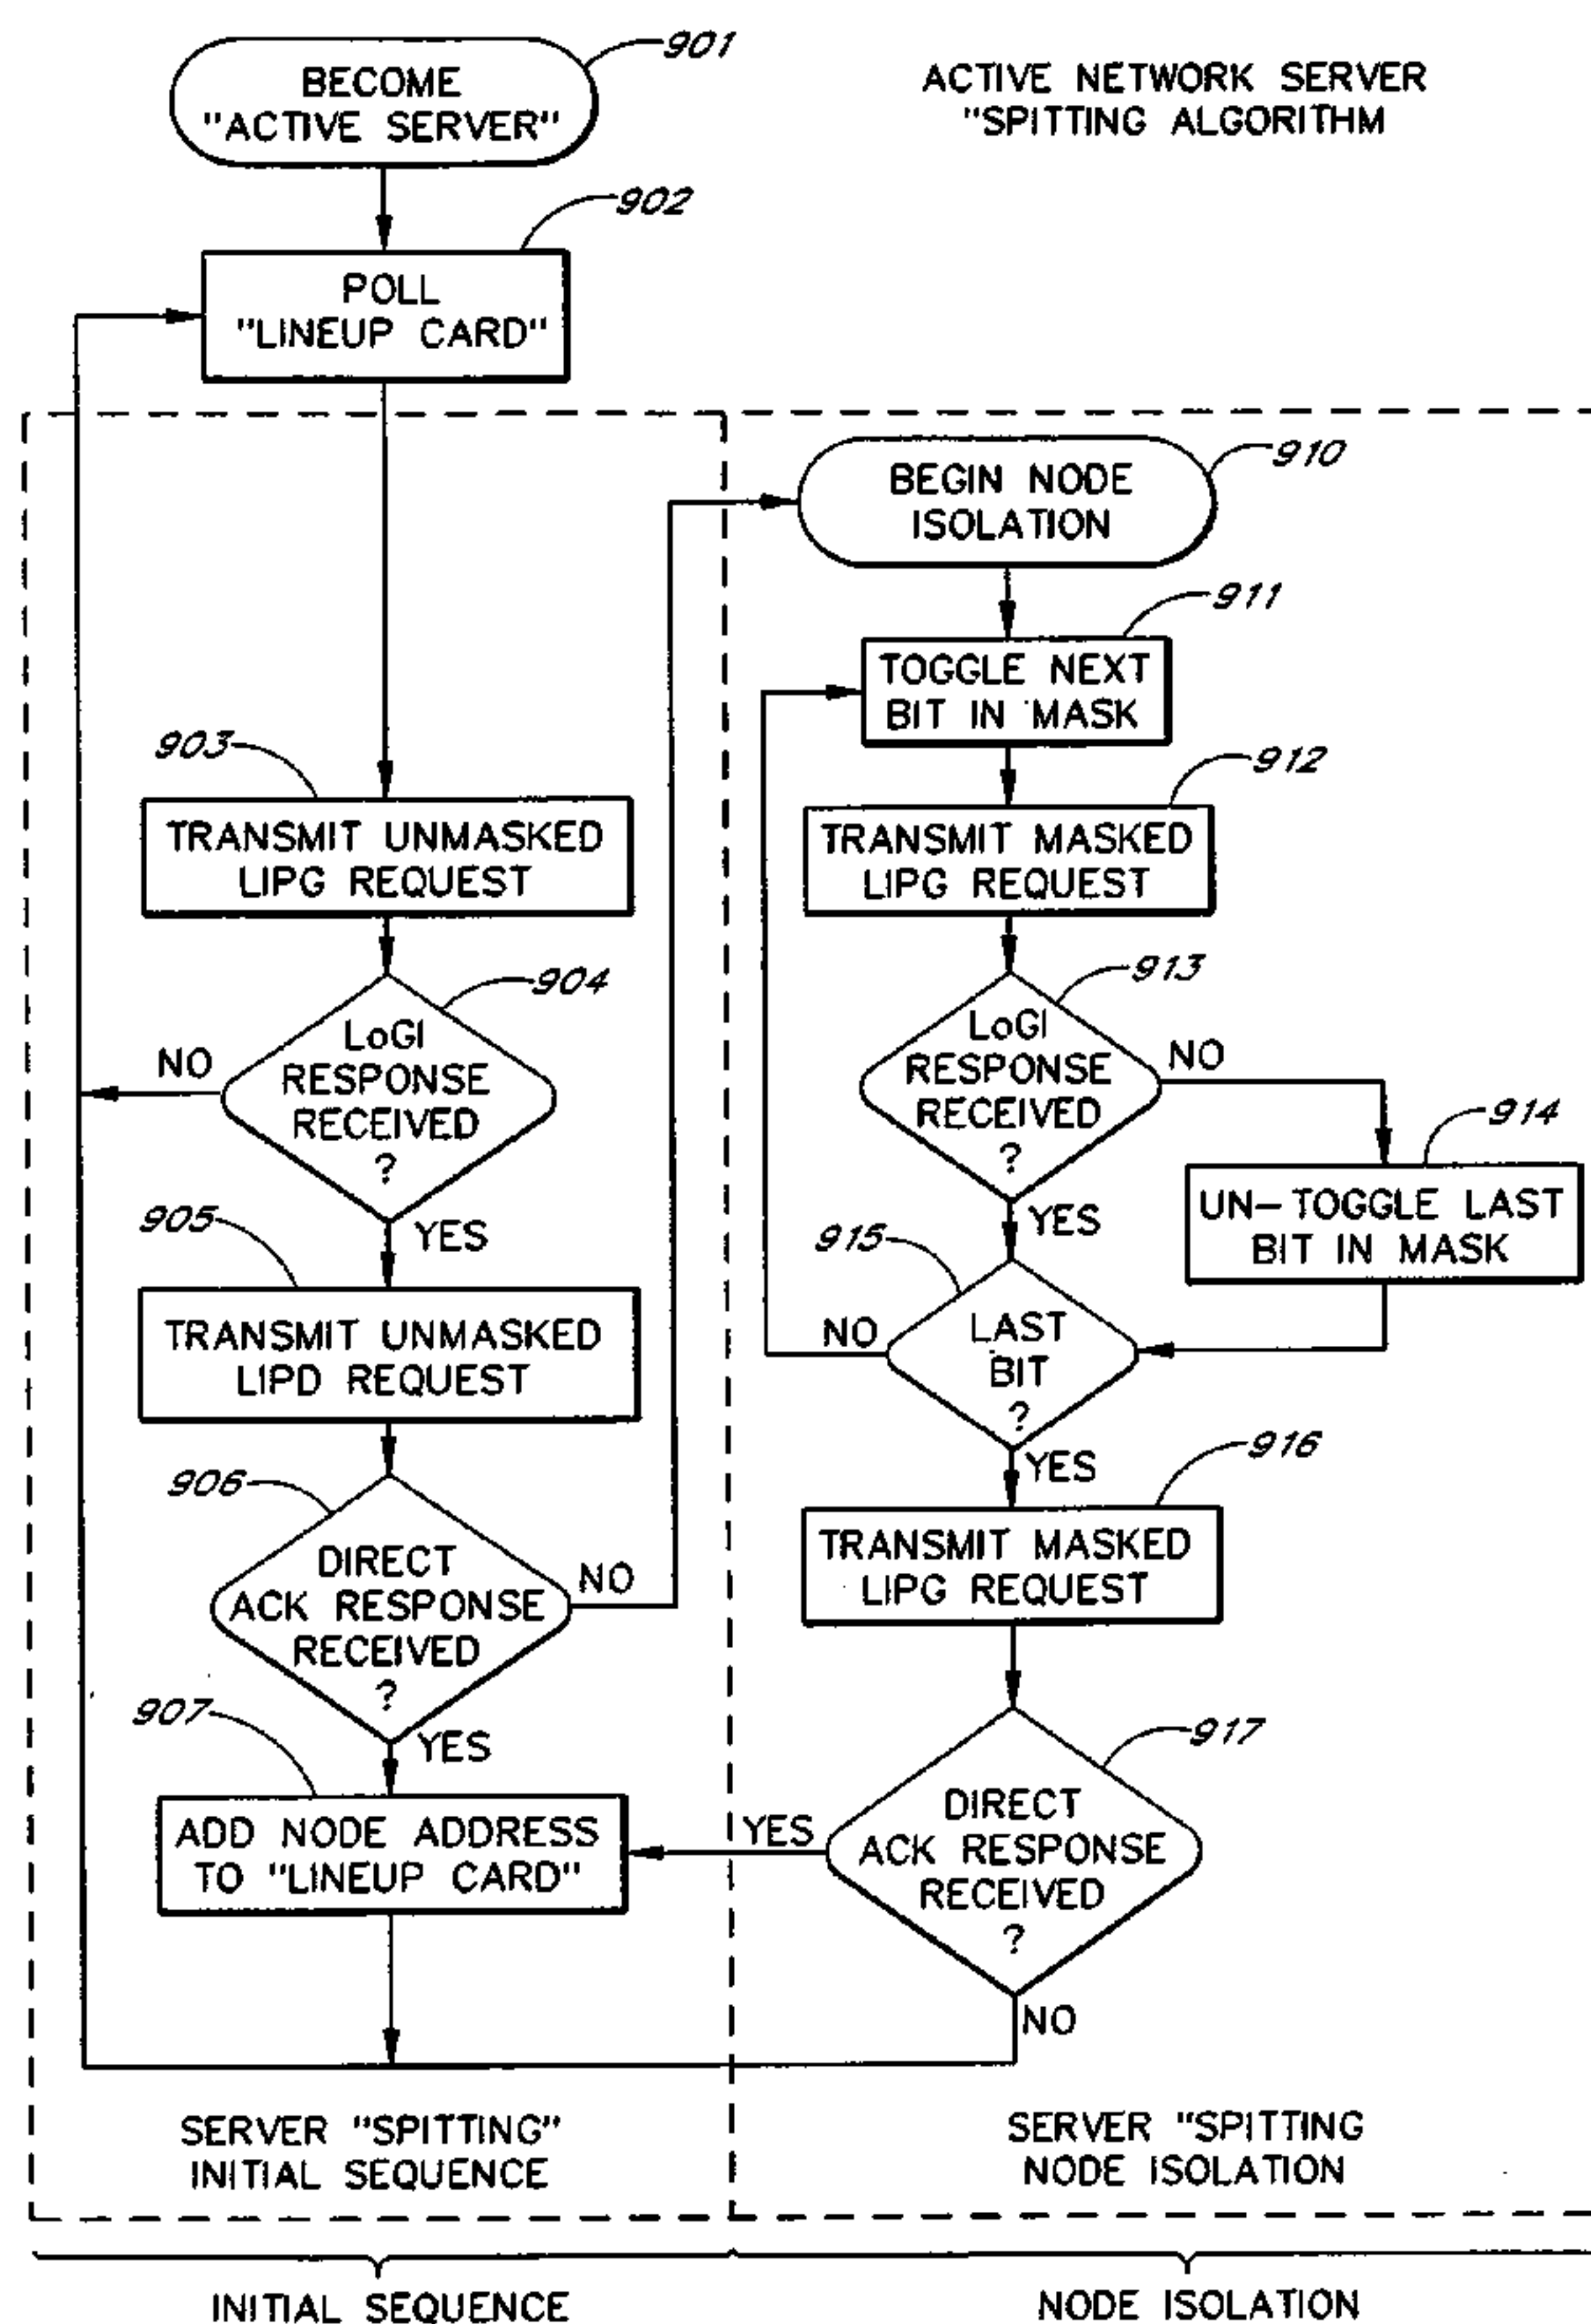 901
BECOME
"ACTIVE SERVER"
ACTIVE NETWORK SERVER
"SPITTING ALGORITHM
902
POLL
"LINEUP CARD"
910
BEGIN NODE
ISOLATION
911
TOGGLE NEXT
BIT IN MASK
903
TRANSMIT UNMASKED
LIPG REQUEST
912
TRANSMIT MASKED
LIPG REQUEST
904
LoGI
RESPONSE
RECEIVED
?
NO
YES
913
LoGI
RESPONSE
RECEIVED
?
NO
YES
914
UN-TOGGLE LAST
BIT IN MASK
905
TRANSMIT UNMASKED
LIPD REQUEST
915
LAST
BIT
?
NO
YES
906
DIRECT
ACK RESPONSE
RECEIVED
?
NO
YES
916
TRANSMIT MASKED
LIPG REQUEST
907
ADD NODE ADDRESS
TO "LINEUP CARD"
917
DIRECT
ACK RESPONSE
RECEIVED
?
YES
NO
SERVER "SPITTING"
INITIAL SEQUENCE
SERVER "SPITTING
NODE ISOLATION
INITIAL SEQUENCE
NODE ISOLATION